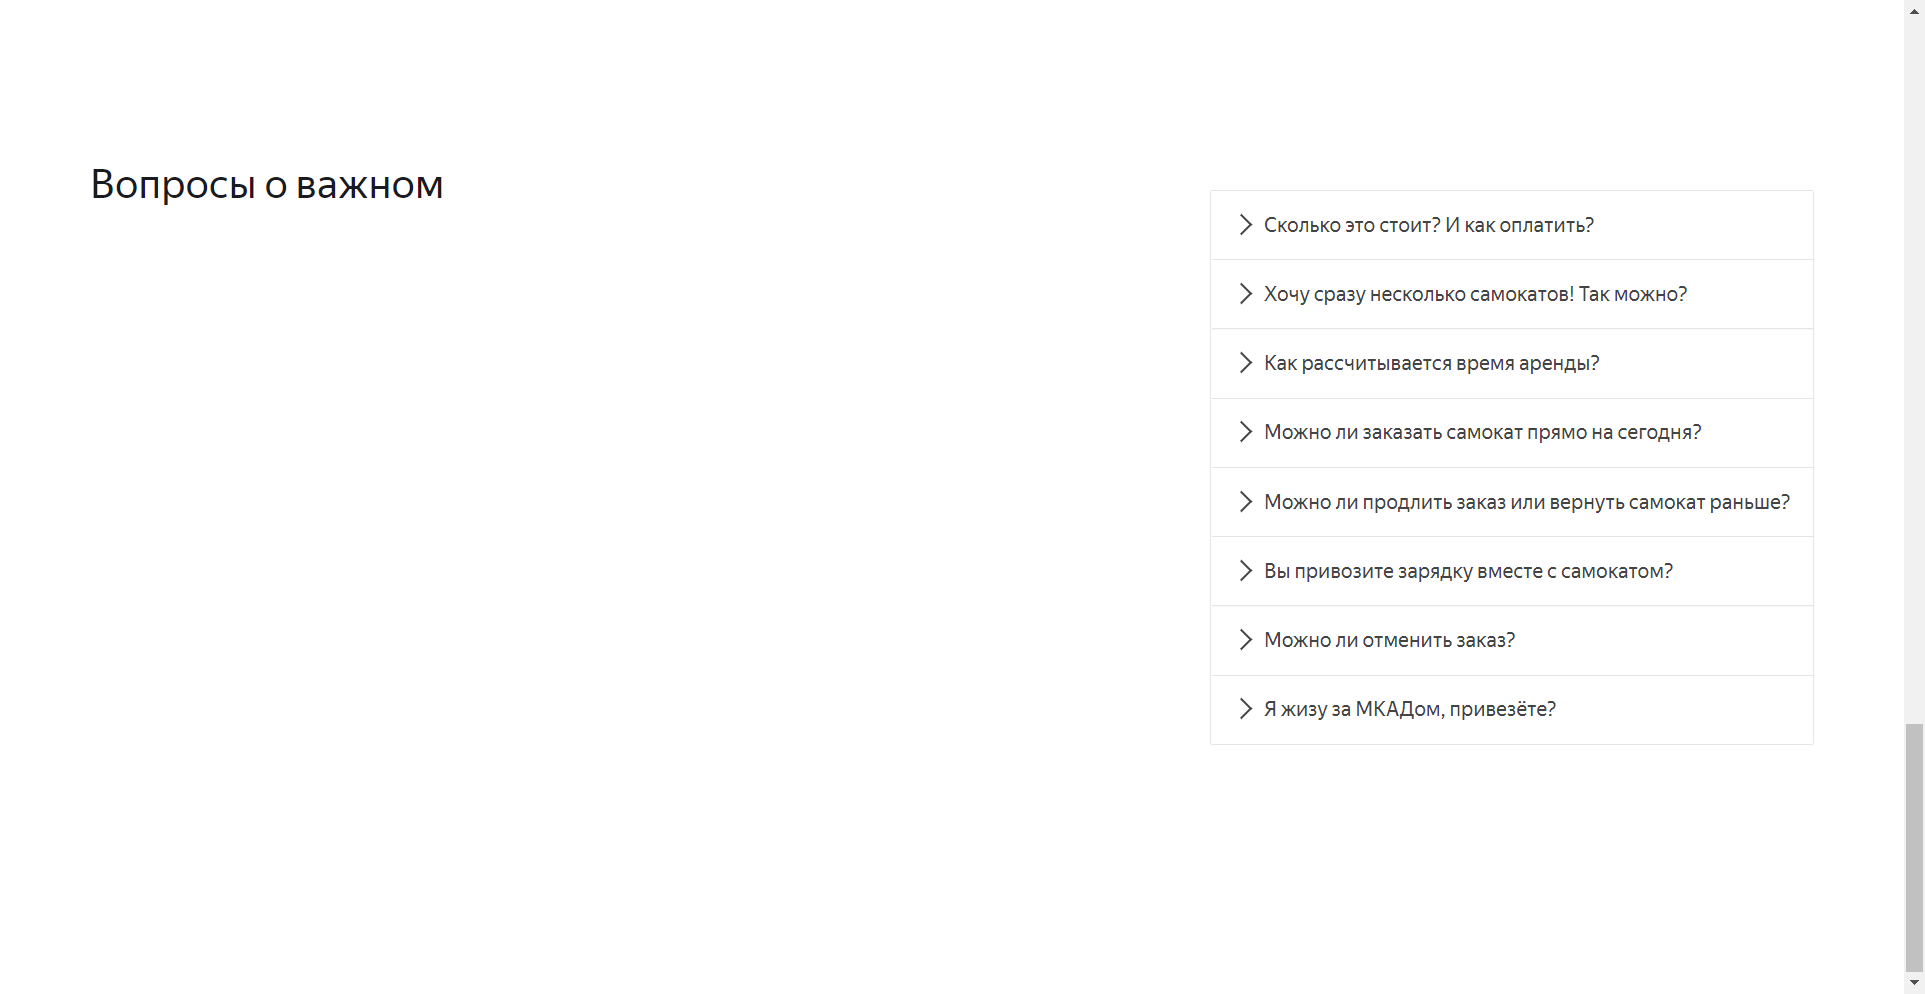 Вопросы о важном
Сколько это стоит? И как оплатить?
Хочу сразу несколько самокатов! Так можно?
Как рассчитывается время аренды?
Можно ли заказать самокат прямо на сегодня?
Можно ли продлить заказ или вернуть самокат раньше?
Вы привозите зарядку вместе с самокатом?
Можно ли отменить заказ?
Я жизу за МКАДом, привезёте?